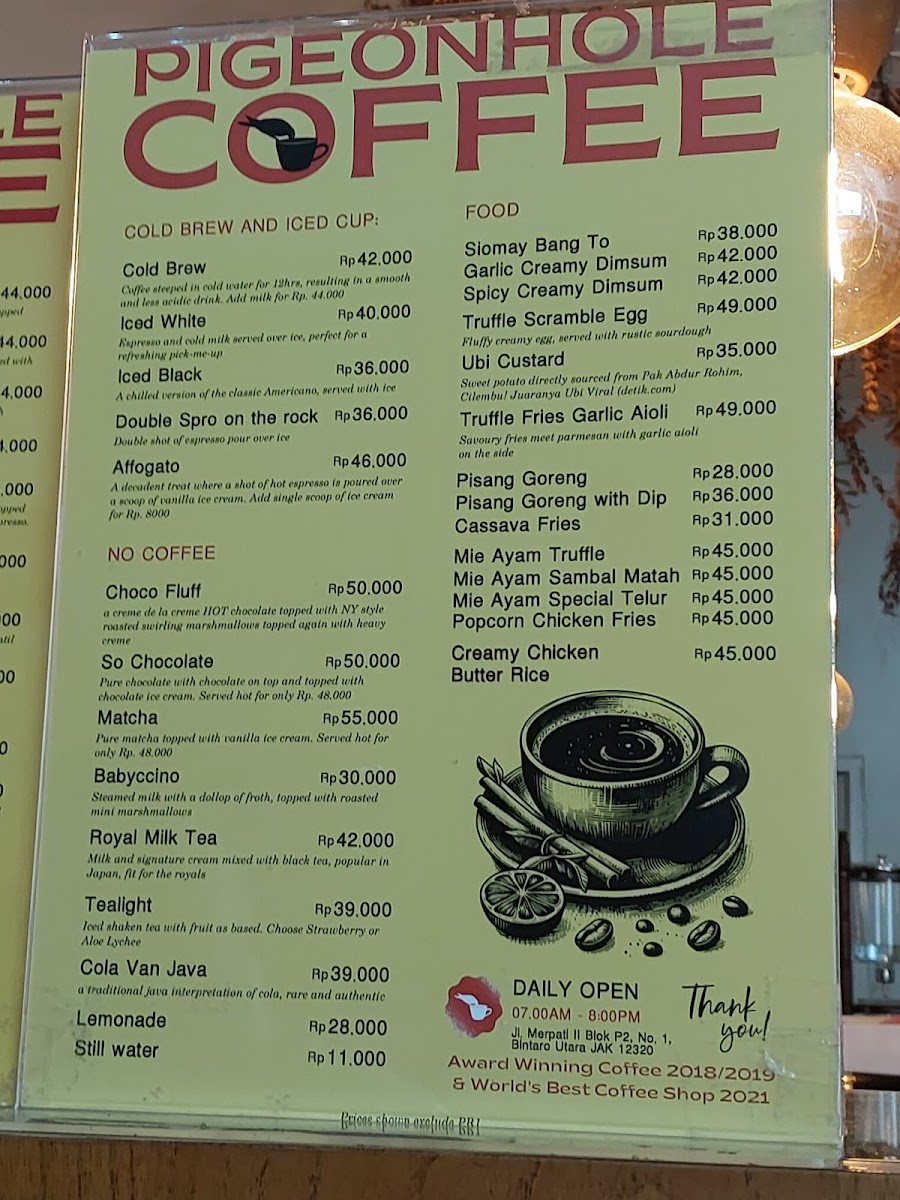 PIGEONHOLE
COFFEE
COLD BREW AND ICED CUP:
Cold Brew Rp42.000
Coffee steeped in cold water for 12hrs, resulting in a smooth
and less acidic drink. Add milk for Rp. 44.000
Iced White Rp40.000
Espresso and cold milk served over ice, perfect for a
refreshing pick-me-up
Iced Black Rp36.000
A chilled version of the classic Americano, served with ice
Double Spro on the rock Rp36.000
Double shot of espresso pour over ice
Affogato Rp46.000
A decadent treat where a shot of hot espresso is poured over
a scoop of vanilla ice cream. Add single scoop of ice cream
for Rp. 8000
NO COFFEE
Choco Fluff Rp50.000
a creme de la creme HOT chocolate topped with NY style
roasted swirling marshmallows topped again with heavy
creme
So Chocolate Rp50.000
Pure chocolate with chocolate on top and topped with
chocolate ice cream. Served hot for only Rp. 48.000
Matcha Rp55.000
Pure matcha topped with vanilla ice cream. Served hot for
only Rp. 48.000
Babyccino Rp30.000
Steamed milk with a dollop of froth, topped with roasted
mini marshmallows
Royal Milk Tea Rp42.000
Milk and signature cream mixed with black tea, popular in
Japan, fit for the royals
Tealight Rp39.000
Iced shaken tea with fruit as based. Choose Strawberry or
Aloe Lychee
Cola Van Java Rp39.000
a traditional java interpretation of cola, rare and authentic
Lemonade Rp28.000
Still water Rp11.000
FOOD
Siomay Bang To Rp38.000
Garlic Creamy Dimsum Rp42.000
Spicy Creamy Dimsum Rp42.000
Truffle Scramble Egg Rp49.000
Fluffy creamy egg, served with rustic sourdough
Ubi Custard Rp35.000
Sweet potato directly sourced from Pak Abdur Rohim,
Cilembu! Juaranya Ubi Viral (detik.com)
Truffle Fries Garlic Aioli Rp49.000
Savoury fries meet parmesan with garlic aioli
on the side
Pisang Goreng Rp28.000
Pisang Goreng with Dip Rp36.000
Cassava Fries Rp31.000
Mie Ayam Truffle Rp45.000
Mie Ayam Sambal Matah Rp45.000
Mie Ayam Special Telur Rp45.000
Popcorn Chicken Fries Rp45.000
Creamy Chicken Rp45.000
Butter Rice
DAILY OPEN
07.00AM - 8:00PM
Jl. Merpati II Blok P2, No. 1,
Bintaro Utara JAK 12320
Thank
you!
Award Winning Coffee 2018/2019
& World's Best Coffee Shop 2021
Prices shown exclude